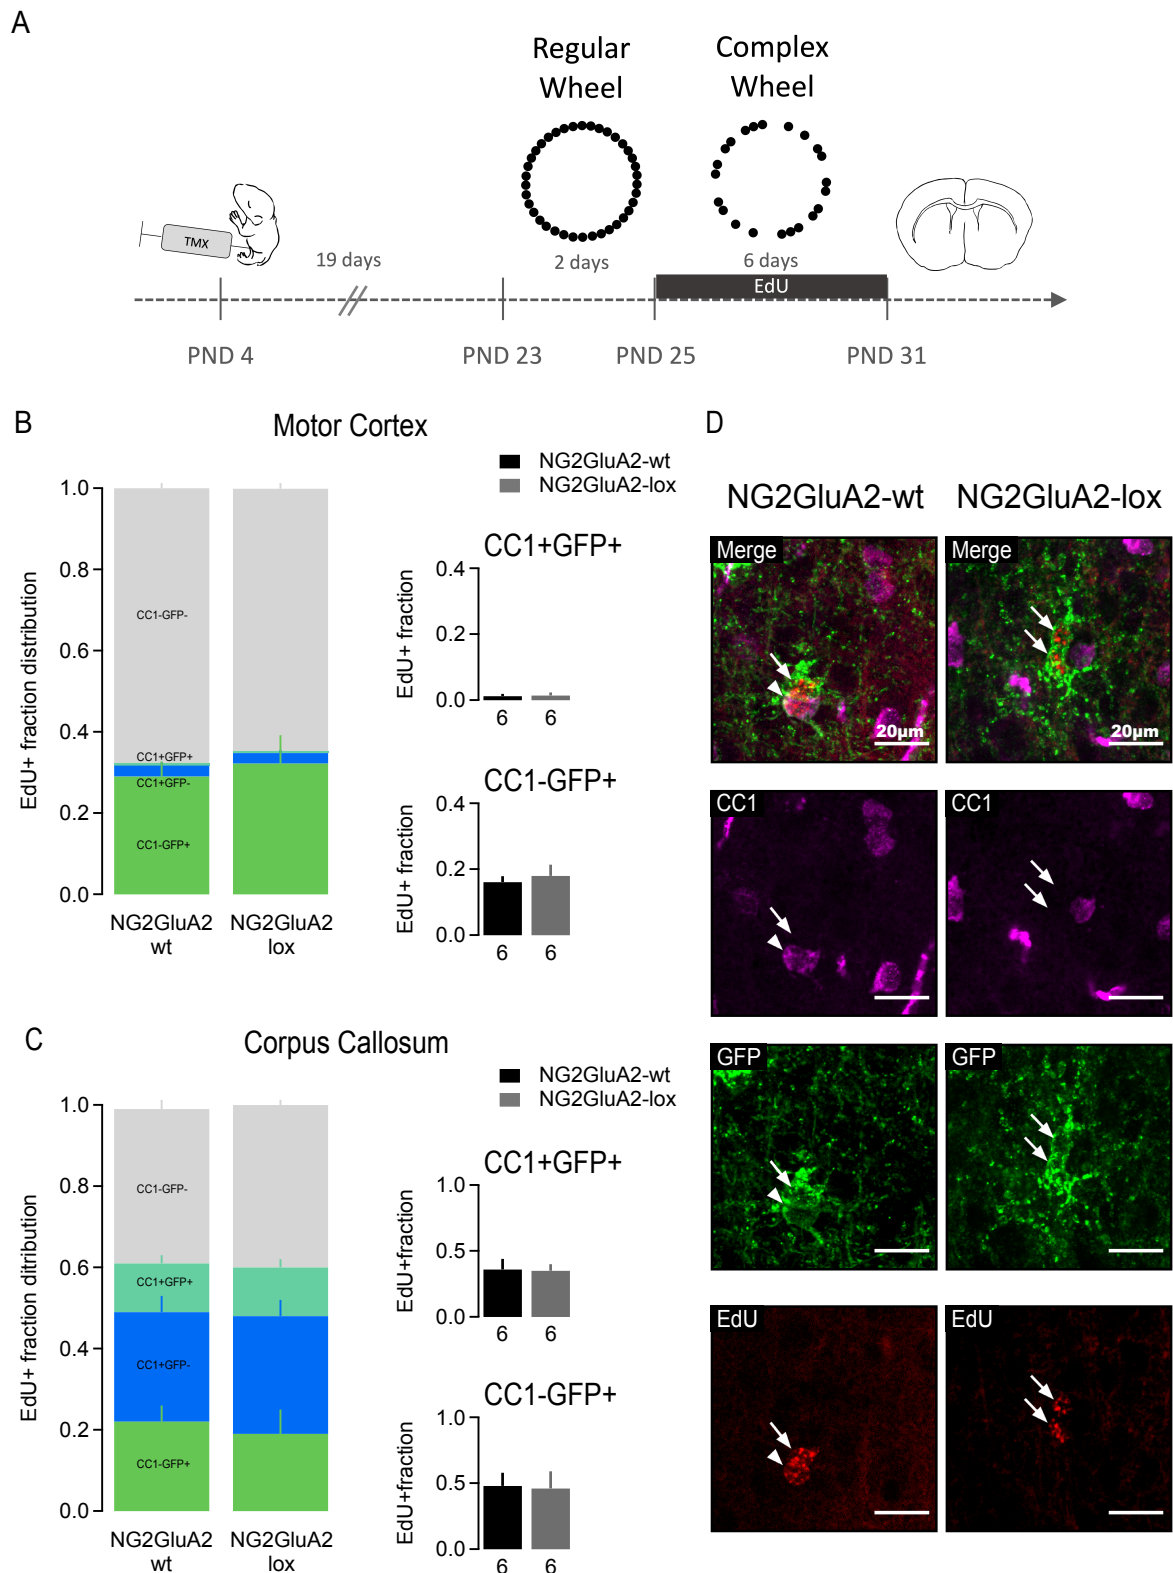 A
Regular
Wheel
Complex
Wheel
TMX
19 days
2 days
6 days
EdU
PND 4
PND 23
PND 25
PND 31
B
Motor Cortex
NG2GluA2-wt
NG2GluA2-lox
EdU+ fraction distribution
1.0
0.8
0.6
0.4
0.2
0.0
CC1-GFP-
CC1+GFP+
CC1+GFP-
CC1-GFP+
NG2GluA2
wt
NG2GluA2
lox
CC1+GFP+
EdU+ fraction
0.4
0.2
0.0
6
6
CC1-GFP+
EdU+ fraction
0.4
0.2
0.0
6
6
C
Corpus Callosum
NG2GluA2-wt
NG2GluA2-lox
EdU+ fraction ditribution
1.0
0.8
0.6
0.4
0.2
0.0
CC1-GFP-
CC1+GFP+
CC1+GFP-
CC1-GFP+
NG2GluA2
wt
NG2GluA2
lox
CC1+GFP+
EdU+fraction
1.0
0.5
0.0
6
6
CC1-GFP+
EdU+fraction
1.0
0.5
0.0
6
6
D
NG2GluA2-wt
NG2GluA2-lox
Merge
20μm
Merge
20μm
CC1
CC1
GFP
GFP
EdU
EdU